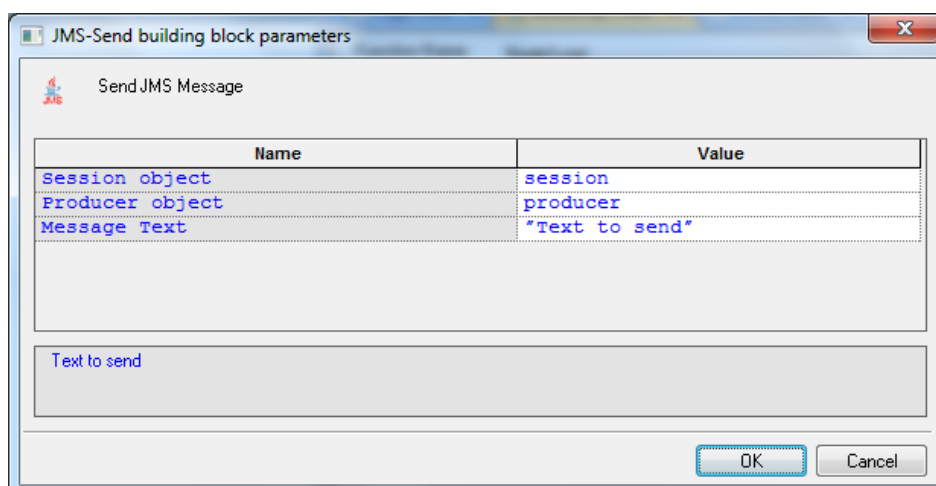 JMS-Send building block parameters
JMS
Send JMS Message
Name Value
Session object session
Producer object producer
Message Text "Text to send"
Text to send
OK Cancel